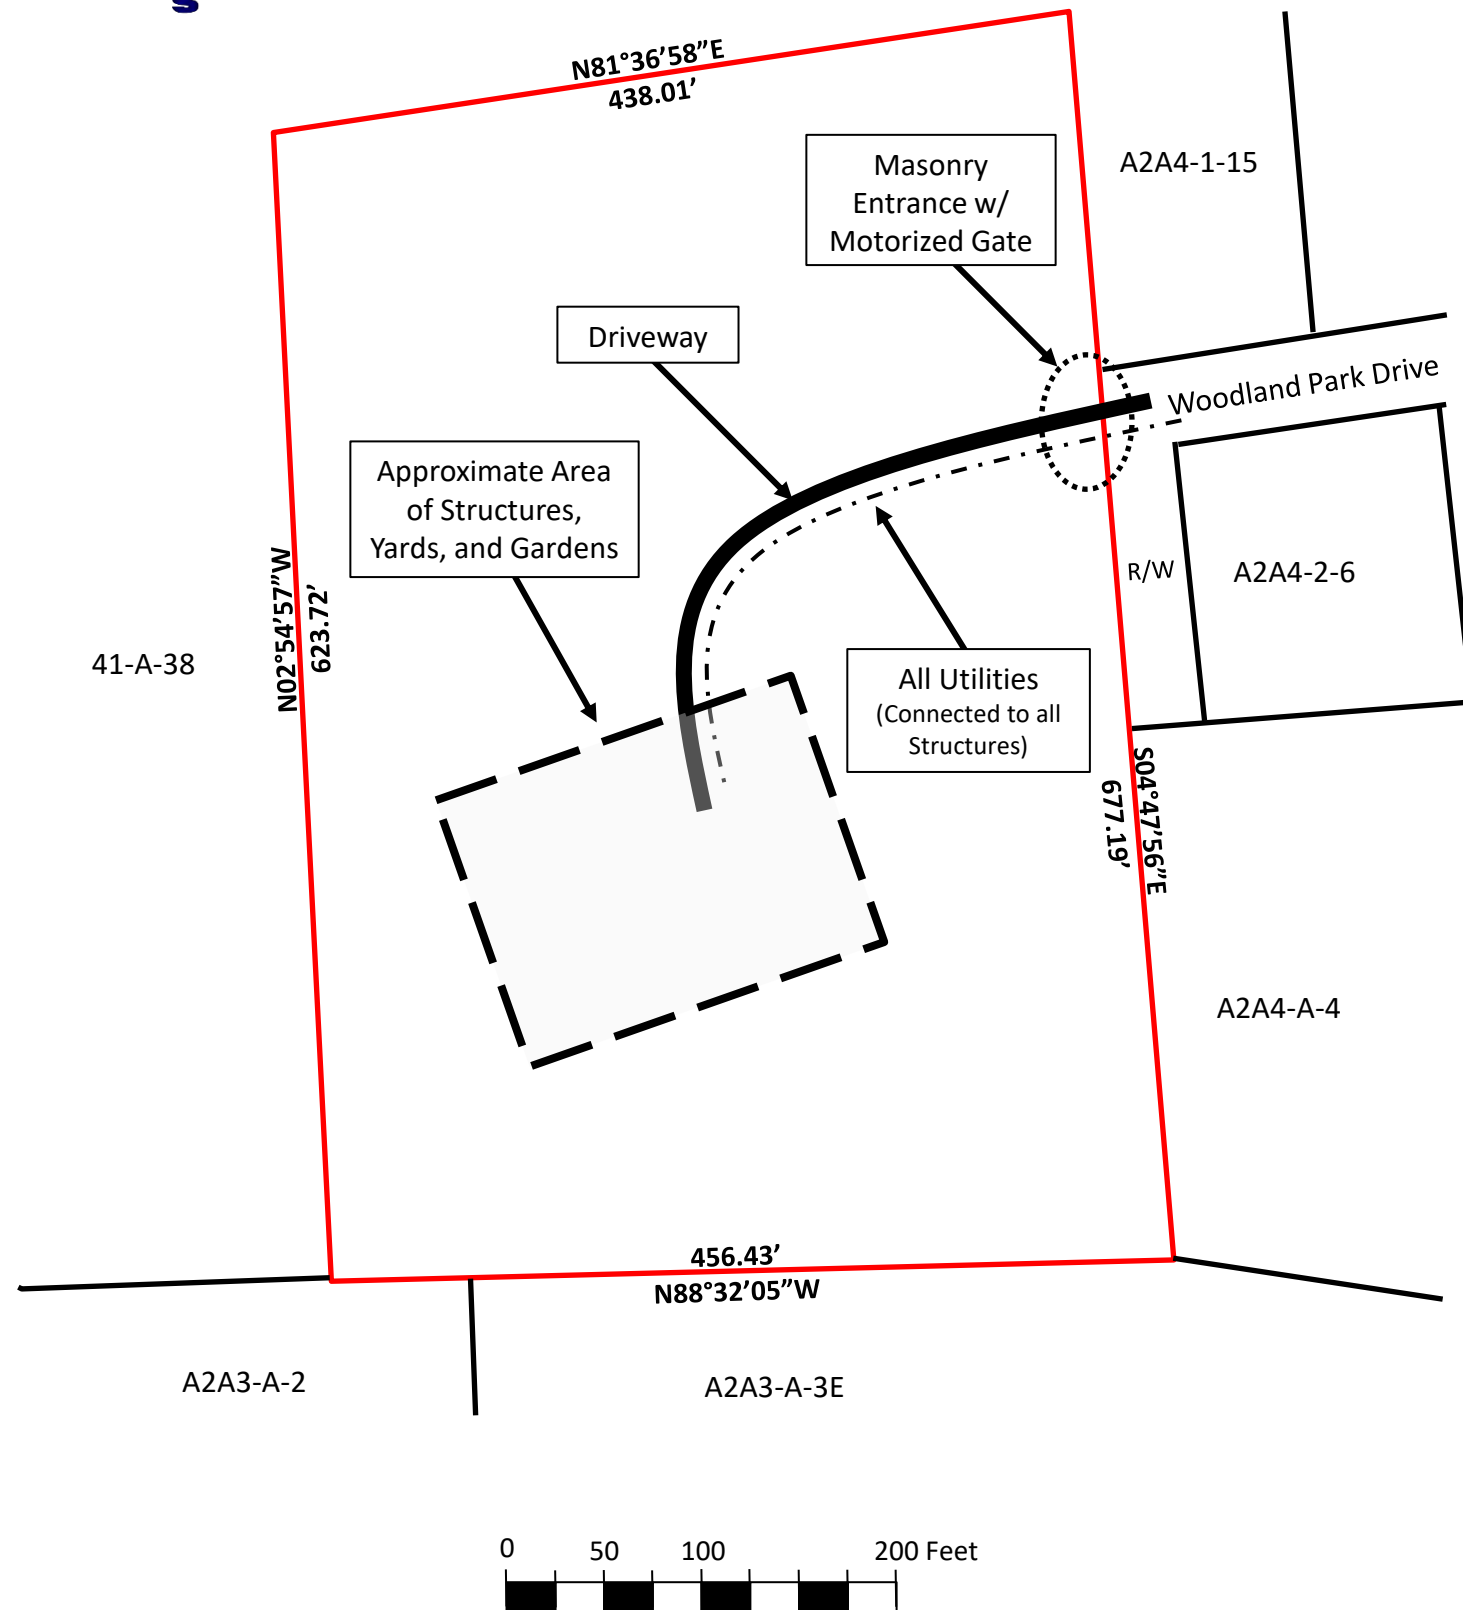 s
N81°36’58”E
438.01’
Masonry
Entrance w/
Motorized Gate
A2A4-1-15
Driveway
Woodland Park Drive
Approximate Area
of Structures,
Yards, and Gardens
R/W
A2A4-2-6
N02°54’57”W
623.72’
41-A-38
All Utilities
(Connected to all
Structures)
S04°47’56”E
677.19’
A2A4-A-4
456.43’
N88°32’05”W
A2A3-A-2
A2A3-A-3E
0 50 100 200 Feet